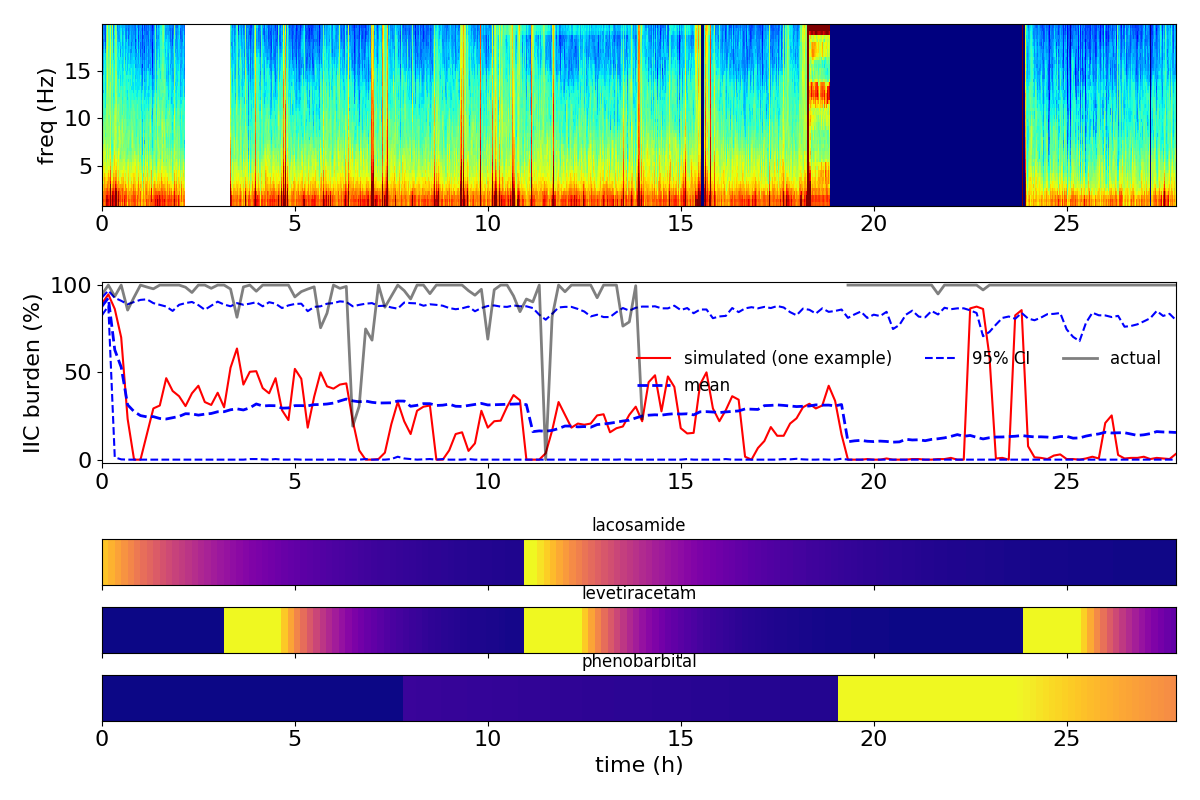 freq (Hz)
15
10
5
0 5 10 15 20 25
IIC burden (%)
100
50
0
simulated (one example) 95% CI actual
mean
0 5 10 15 20 25
lacosamide
levetiracetam
phenobarbital
0 5 10 15 20 25
time (h)